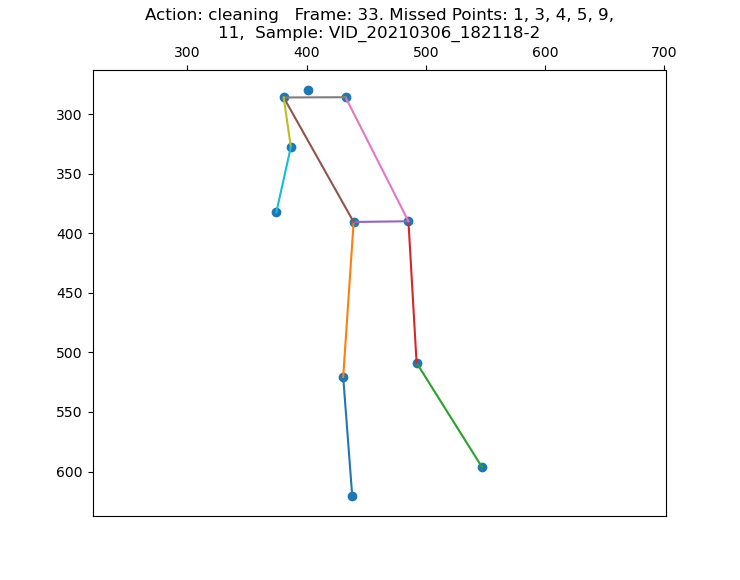 Action: cleaning   Frame: 33. Missed Points: 1, 3, 4, 5, 9,
11,  Sample: VID_20210306_182118-2
300 400 500 600 700
300
350
400
450
500
550
600